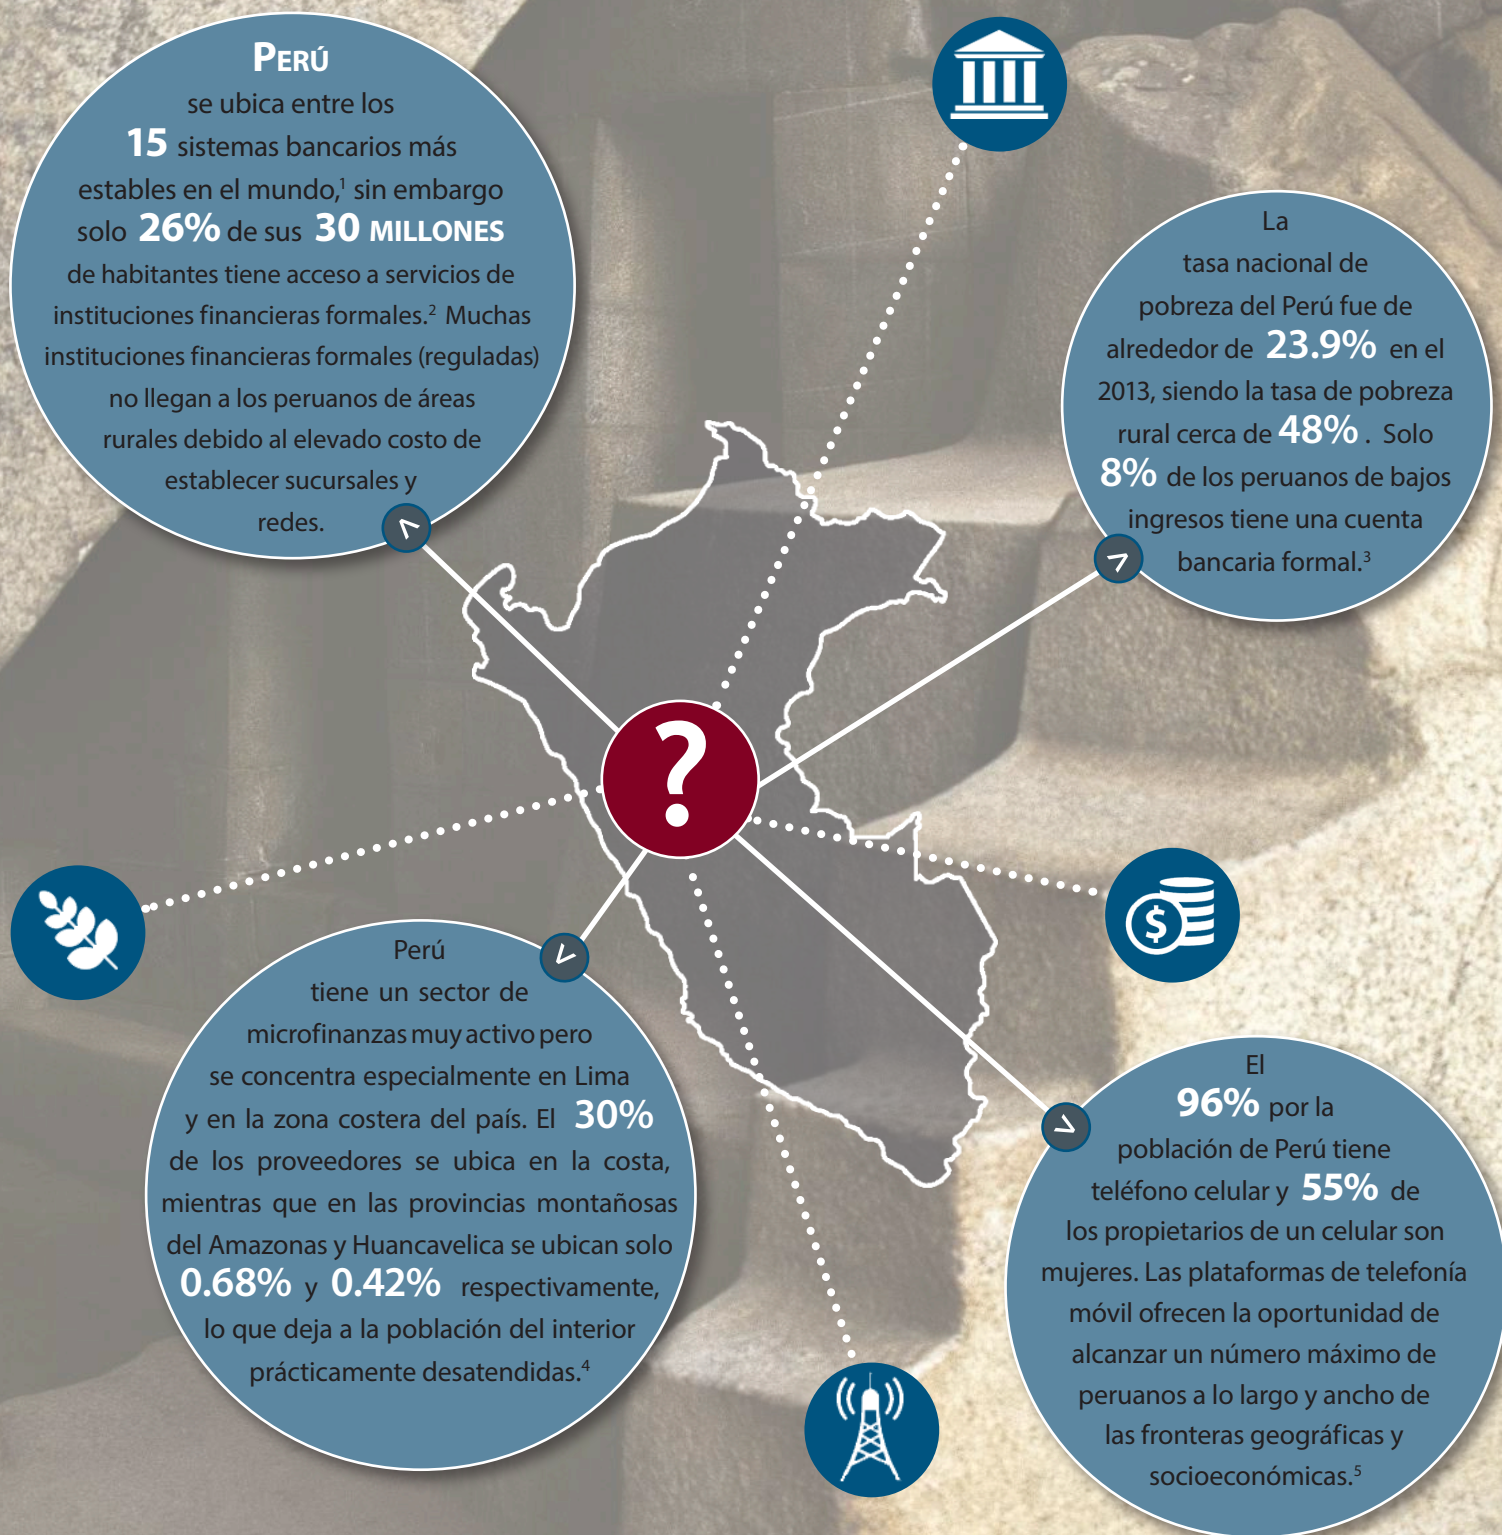 PERÚ
se ubica entre los
15 sistemas bancarios más
estables en el mundo,¹ sin embargo
solo 26% de sus 30 MILLONES
de habitantes tiene acceso a servicios de
instituciones financieras formales.² Muchas
instituciones financieras formales (reguladas)
no llegan a los peruanos de áreas
rurales debido al elevado costo de
establecer sucursales y
redes.
La
tasa nacional de
pobreza del Perú fue de
alrededor de 23.9% en el
2013, siendo la tasa de pobreza
rural cerca de 48% . Solo
8% de los peruanos de bajos
ingresos tiene una cuenta
bancaria formal.³
?
$
Perú
tiene un sector de
microfinanzas muy activo pero
se concentra especialmente en Lima
y en la zona costera del país. El 30%
de los proveedores se ubica en la costa,
mientras que en las provincias montañosas
del Amazonas y Huancavelica se ubican solo
0.68% y 0.42% respectivamente,
lo que deja a la población del interior
prácticamente desatendidas.⁴
El
96% por la
población de Perú tiene
teléfono celular y 55% de
los propietarios de un celular son
mujeres. Las plataformas de telefonía
móvil ofrecen la oportunidad de
alcanzar un número máximo de
peruanos a lo largo y ancho de
las fronteras geográficas y
socioeconómicas.⁵